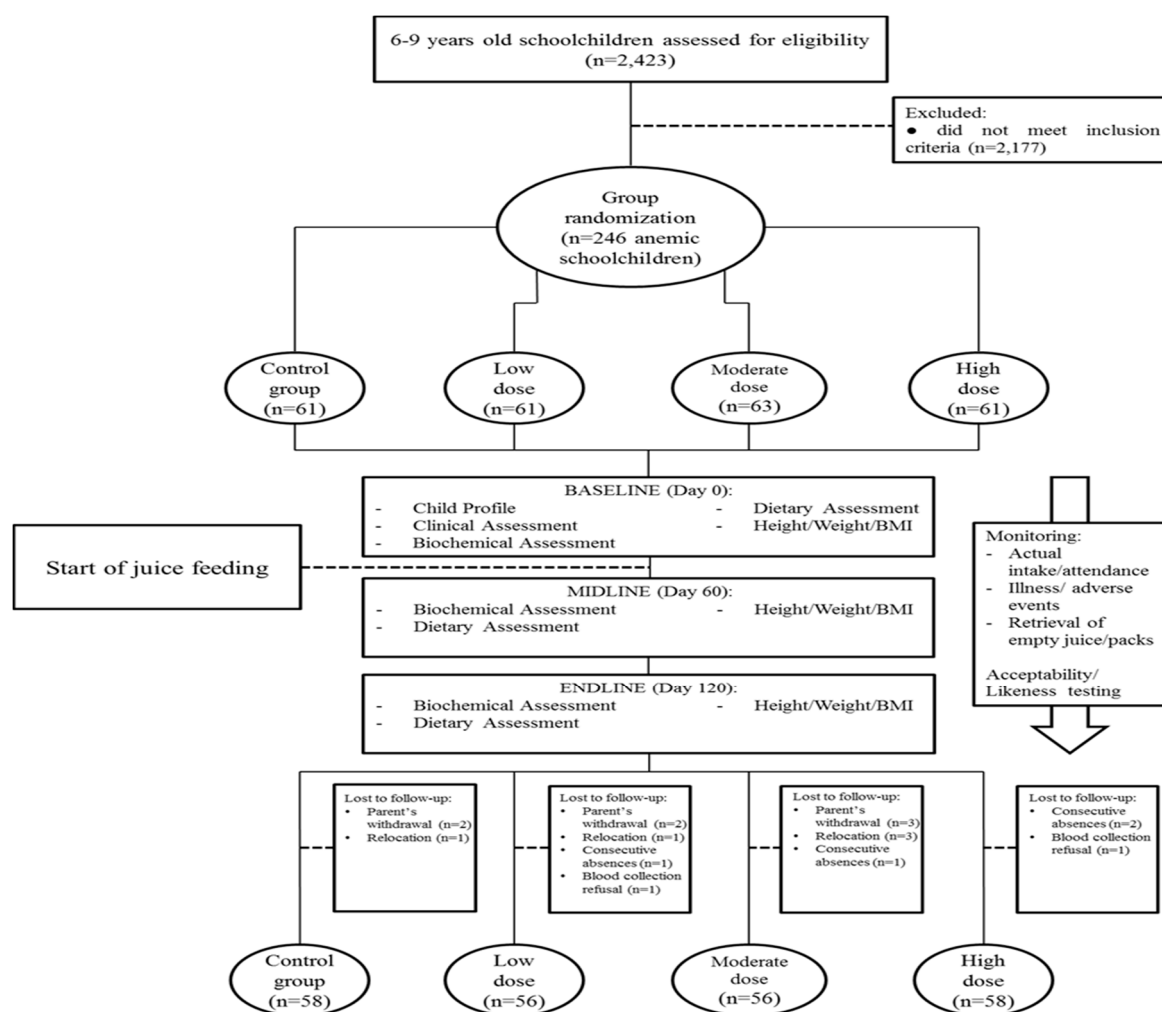 6-9 years old schoolchildren assessed for eligibility
(n=2,423)
Excluded:
● did not meet inclusion
criteria (n=2,177)
Group
randomization
(n=246 anemic
schoolchildren)
Control
group
(n=61)
Low
dose
(n=61)
Moderate
dose
(n=63)
High
dose
(n=61)
BASELINE (Day 0):
- Child Profile
- Clinical Assessment
- Biochemical Assessment
- Dietary Assessment
- Height/Weight/BMI
Start of juice feeding
MIDLINE (Day 60):
- Biochemical Assessment
- Dietary Assessment
- Height/Weight/BMI
ENDLINE (Day 120):
- Biochemical Assessment
- Dietary Assessment
- Height/Weight/BMI
Monitoring:
- Actual
intake/attendance
- Illness/ adverse
events
- Retrieval of
empty juice/packs
Acceptability/
Likeness testing
Lost to follow-up:
• Parent's
withdrawal (n=2)
• Relocation (n=1)
Lost to follow-up:
• Parent's
withdrawal (n=2)
• Relocation (n=1)
• Consecutive
absences (n=1)
• Blood collection
refusal (n=1)
Lost to follow-up:
• Parent's
withdrawal (n=3)
• Relocation (n=3)
• Consecutive
absences (n=1)
Lost to follow-up:
• Consecutive
absences (n=2)
• Blood collection
refusal (n=1)
Control
group
(n=58)
Low
dose
(n=56)
Moderate
dose
(n=56)
High
dose
(n=58)